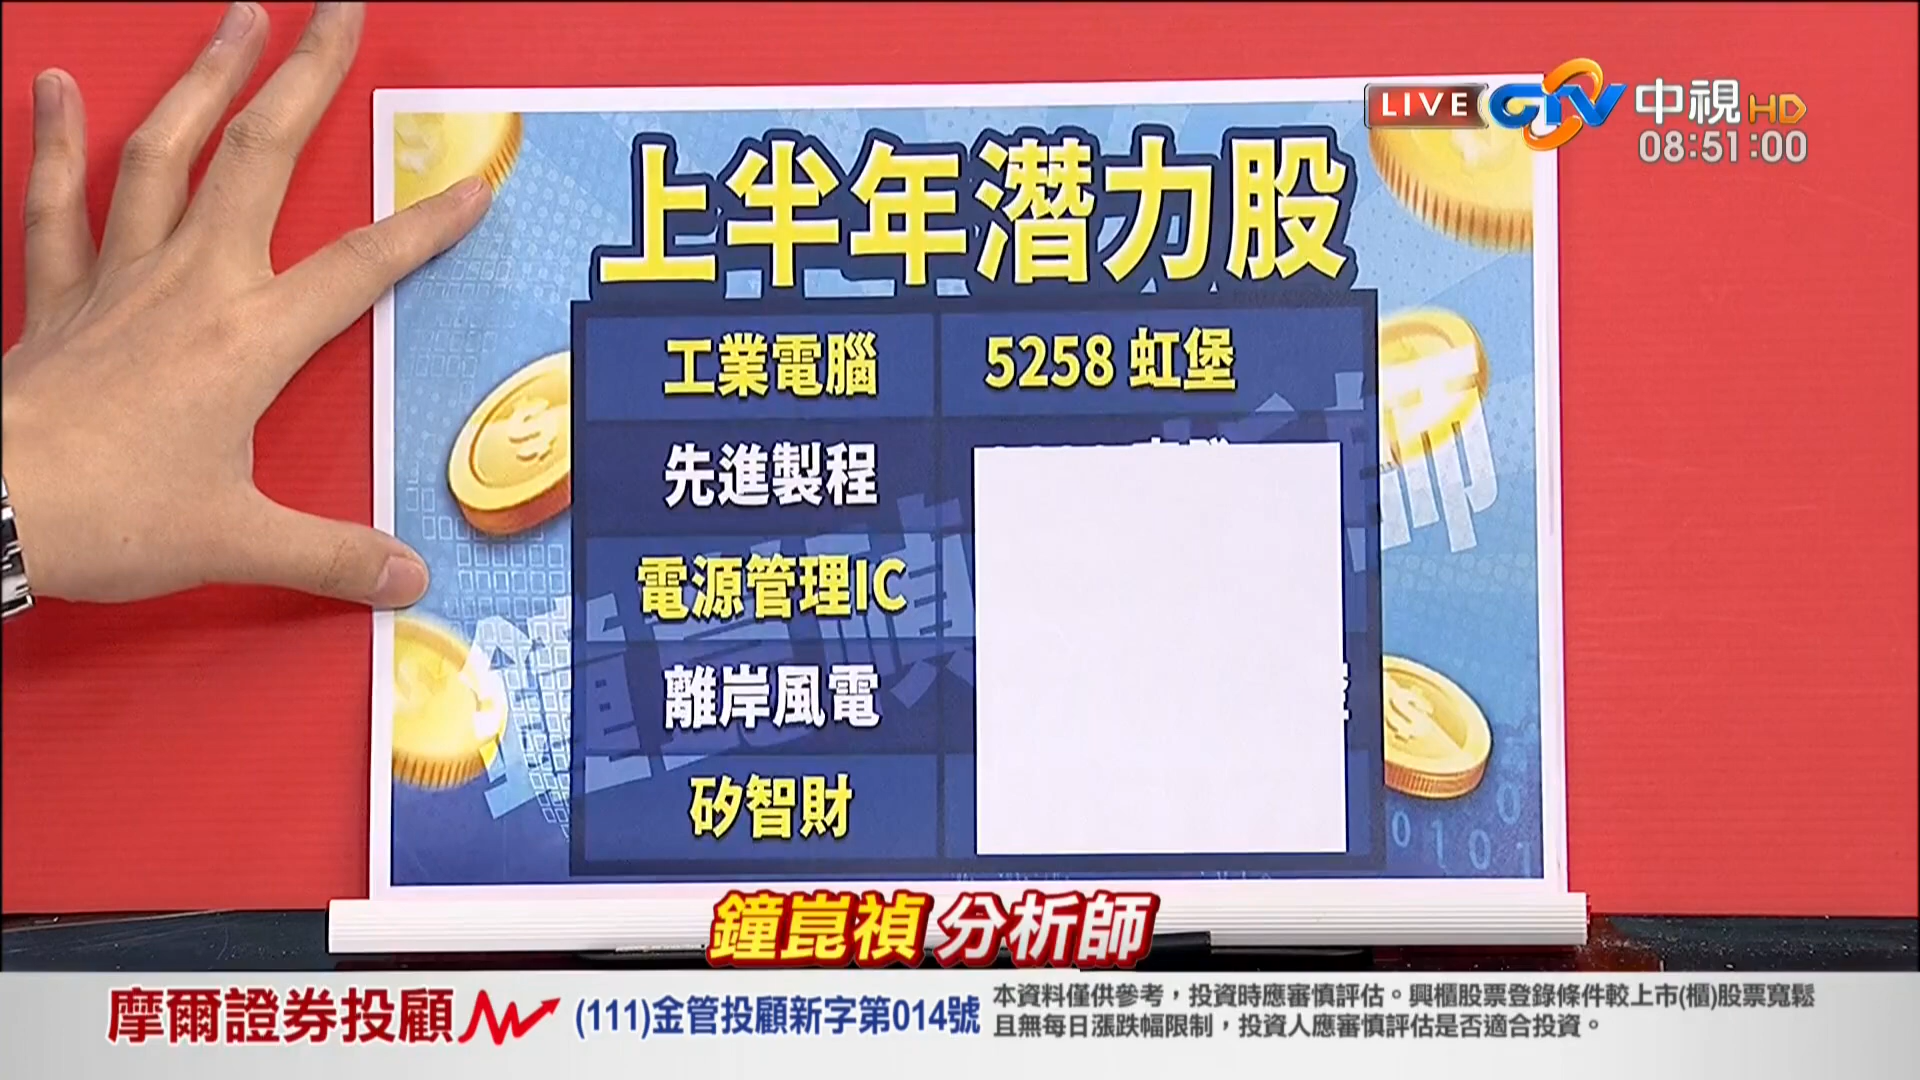 LIVE CTV 中視HD
08:51:00
上半年潛力股
工業電腦 5258 虹堡
先進製程
電源管理IC
離岸風電
矽智財
鐘崑禎 分析師
摩爾證券投顧 (111)金管投顧新字第014號
本資料僅供參考，投資時應審慎評估。興櫃股票登錄條件較上市(櫃)股票寬鬆
且無每日漲跌幅限制，投資人應審慎評估是否適合投資。